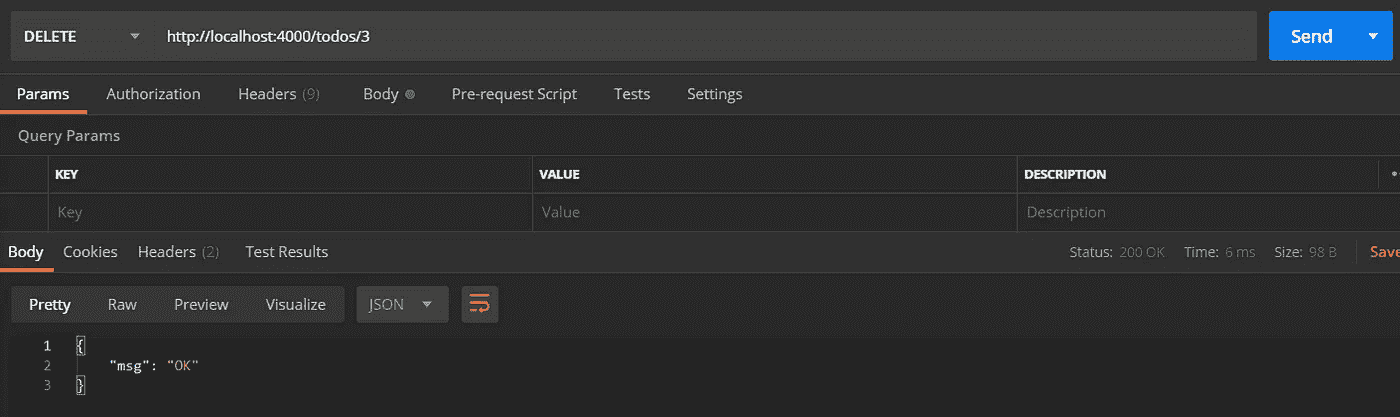 DELETE http://localhost:4000/todos/3 Send
Params Authorization Headers (9) Body Pre-request Script Tests Settings
Query Params
KEY VALUE DESCRIPTION
Key Value Description
Body Cookies Headers (2) Test Results Status: 200 OK Time: 6 ms Size: 98 B Save
Pretty Raw Preview Visualize JSON
1 {
2 "msg": "OK"
3 }